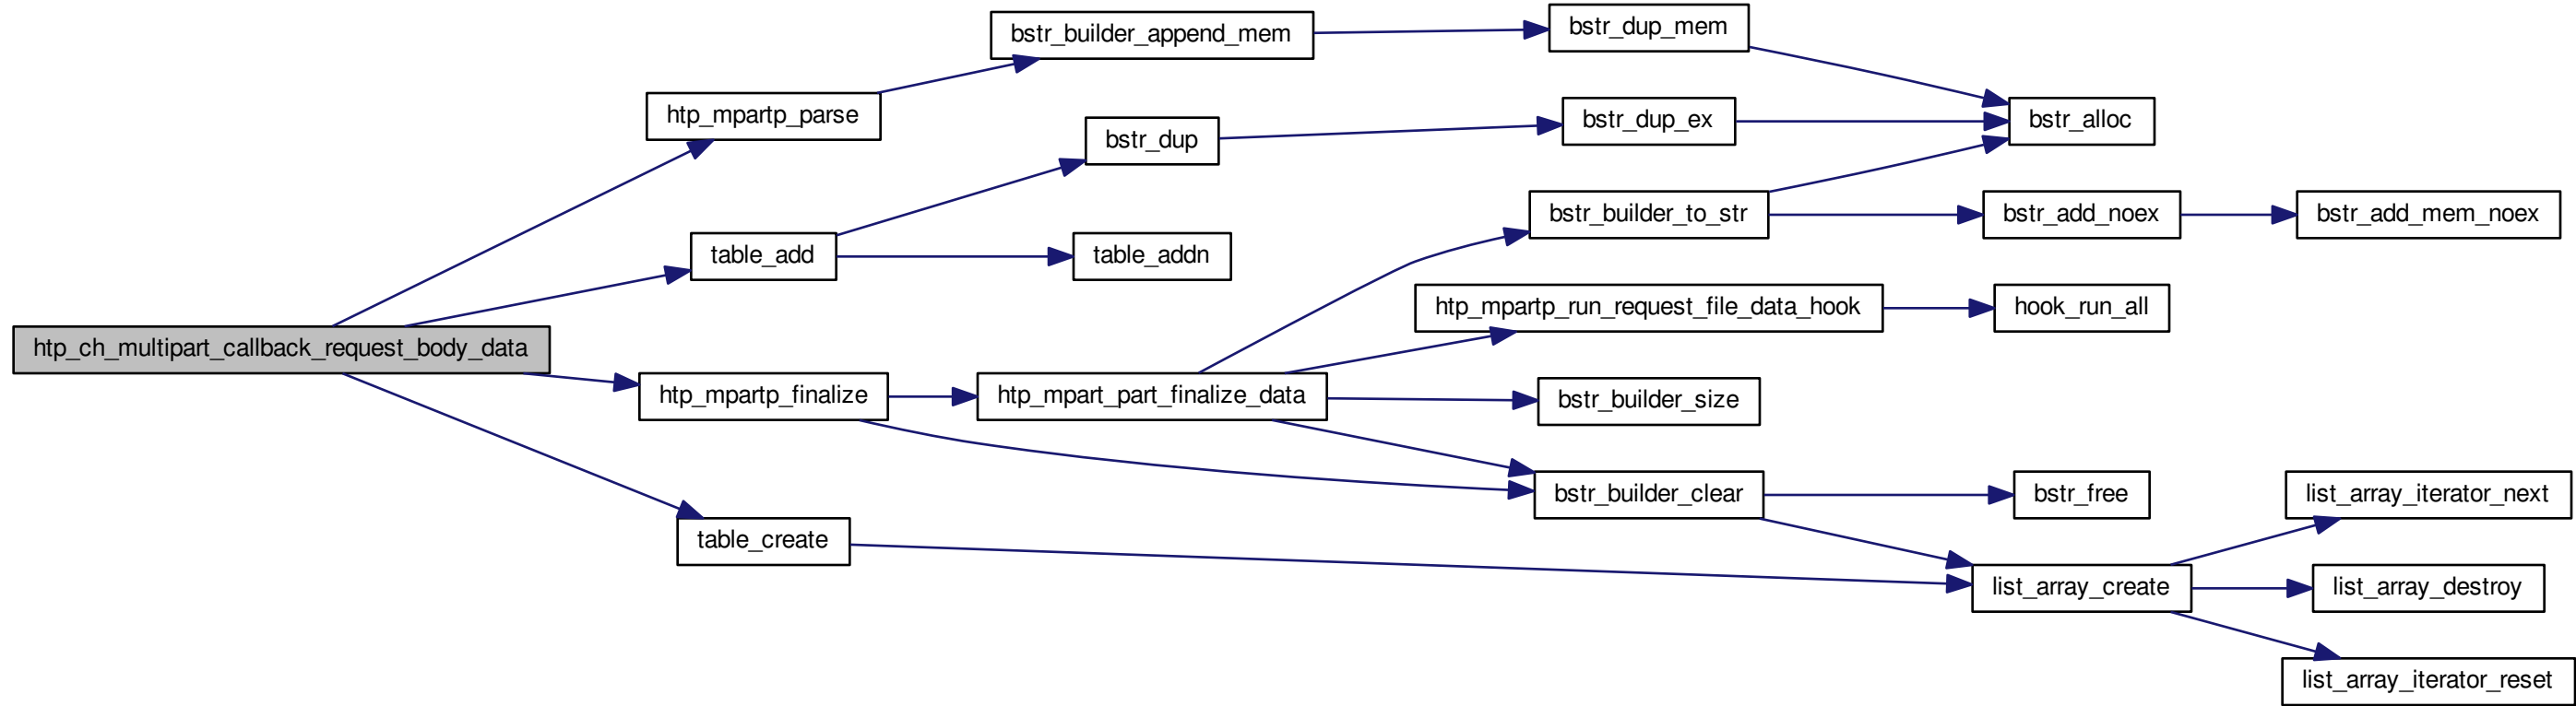 htp_ch_multipart_callback_request_body_data
htp_mpartp_parse
table_add
htp_mpartp_finalize
table_create
bstr_builder_append_mem
bstr_dup
table_addn
htp_mpart_part_finalize_data
bstr_dup_mem
bstr_dup_ex
bstr_builder_to_str
htp_mpartp_run_request_file_data_hook
bstr_builder_size
bstr_builder_clear
bstr_alloc
bstr_add_noex
hook_run_all
bstr_free
list_array_create
bstr_add_mem_noex
list_array_iterator_next
list_array_destroy
list_array_iterator_reset